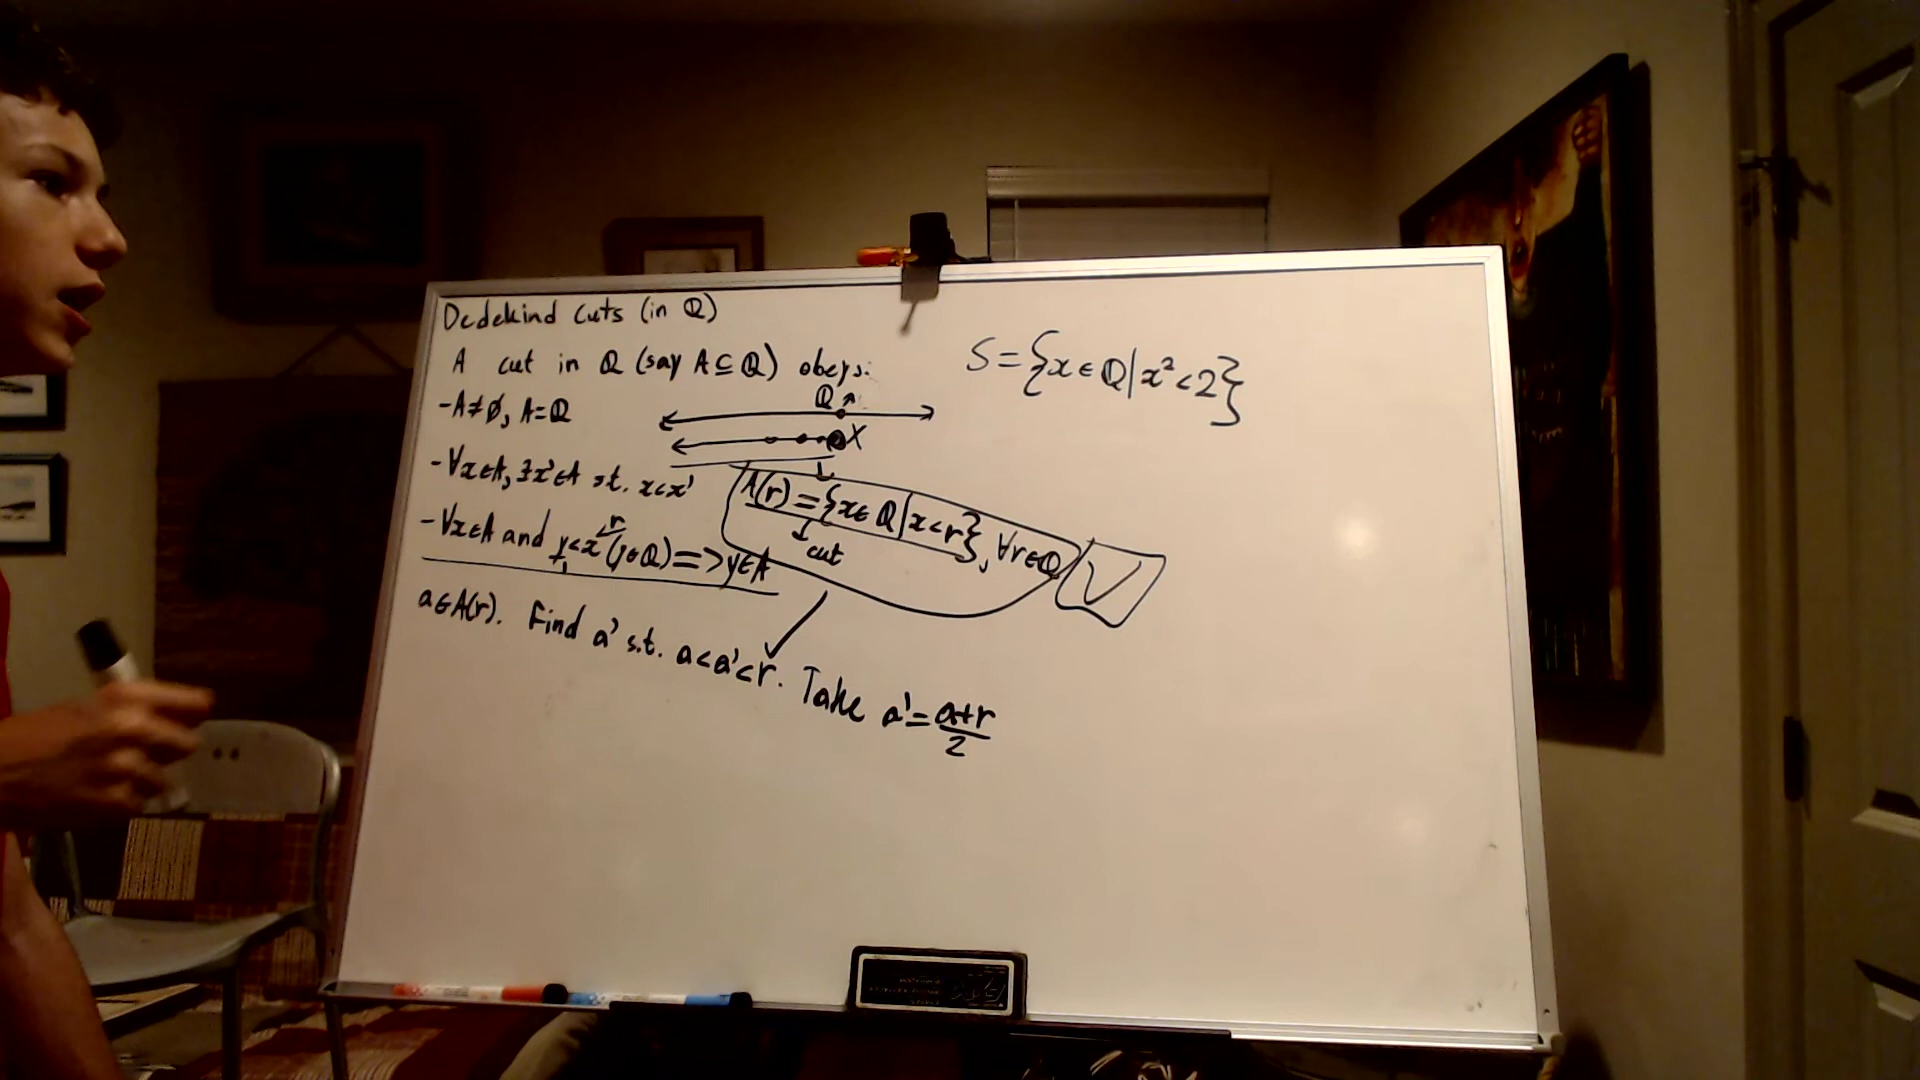 Dedekind cuts (in ℚ)
A cut in ℚ (say A⊆ℚ) obeys:
-A≠∅, A=ℚ
-∀x∈A, ∃x'∈A s.t. x<x'
-∀x∈A and y<x<r (y∈ℚ) => y∈A
ℚ
X
A(r)={x∈ℚ|x<r}, ∀r∈ℚ
cut
a∈A(r). Find a' s.t. a<a'<r. Take a'=a+r/2
S={x∈ℚ|x²<2}